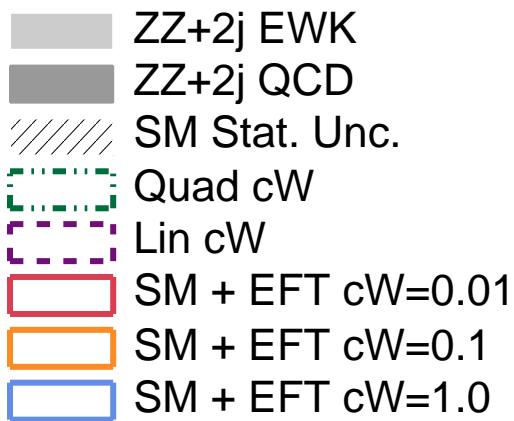 ZZ+2j EWK
ZZ+2j QCD
SM Stat. Unc.
Quad cW
Lin cW
SM + EFT cW=0.01
SM + EFT cW=0.1
SM + EFT cW=1.0